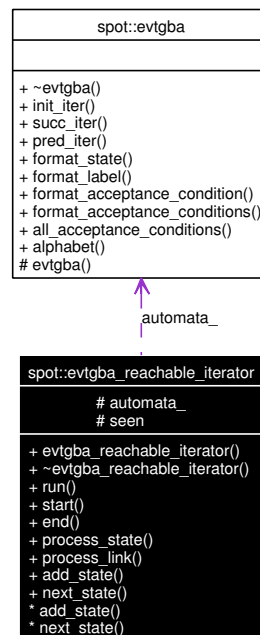 spot::evtgba
+ ~evtgba()
+ init_iter()
+ succ_iter()
+ pred_iter()
+ format_state()
+ format_label()
+ format_acceptance_condition()
+ format_acceptance_conditions()
+ all_acceptance_conditions()
+ alphabet()
# evtgba()
automata_
spot::evtgba_reachable_iterator
# automata_
# seen
+ evtgba_reachable_iterator()
+ ~evtgba_reachable_iterator()
+ run()
+ start()
+ end()
+ process_state()
+ process_link()
+ add_state()
+ next_state()
* add_state()
* next_state()